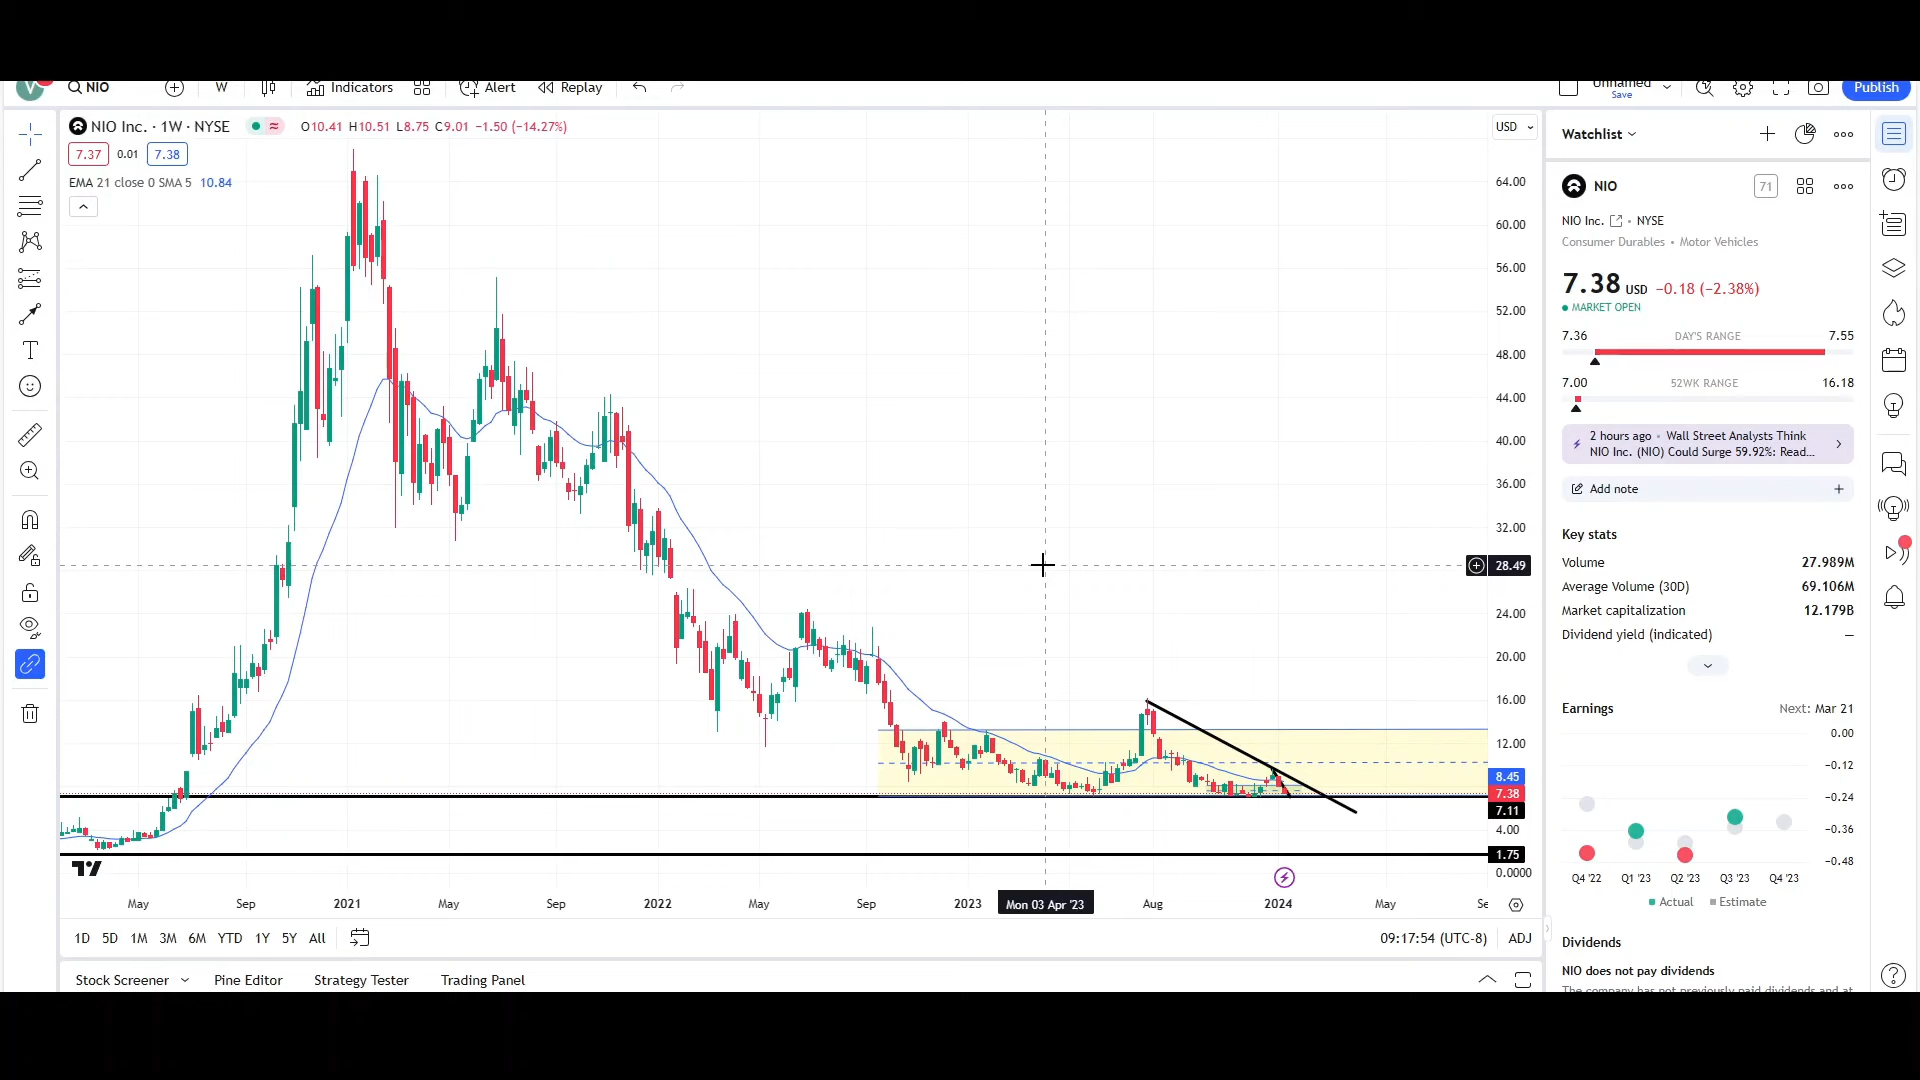 V NIO W Indicators Alert Replay Unnamed Save Publish
NIO Inc. · 1W · NYSE O10.41 H10.51 L8.75 C9.01 −1.50 (−14.27%) USD
7.37 0.01 7.38
EMA 21 close 0 SMA 5 10.84
64.00
60.00
56.00
52.00
48.00
44.00
40.00
36.00
32.00
28.49
24.00
20.00
16.00
12.00
8.45
7.38
7.11
4.00
1.75
0.0000
May Sep 2021 May Sep 2022 May Sep 2023 Mon 03 Apr '23 Aug 2024 May Se
1D 5D 1M 3M 6M YTD 1Y 5Y All 09:17:54 (UTC-8) ADJ
Stock Screener Pine Editor Strategy Tester Trading Panel
Watchlist
NIO 71
NIO Inc. • NYSE
Consumer Durables • Motor Vehicles
7.38 USD −0.18 (−2.38%)
MARKET OPEN
7.36 DAY'S RANGE 7.55
7.00 52WK RANGE 16.18
2 hours ago • Wall Street Analysts Think
NIO Inc. (NIO) Could Surge 59.92%: Read...
Add note
Key stats
Volume 27.989M
Average Volume (30D) 69.106M
Market capitalization 12.179B
Dividend yield (indicated) —
Earnings Next: Mar 21
0.00
−0.12
−0.24
−0.36
−0.48
Q4 '22 Q1 '23 Q2 '23 Q3 '23 Q4 '23
Actual Estimate
Dividends
NIO does not pay dividends
The company has not previously paid dividends and at